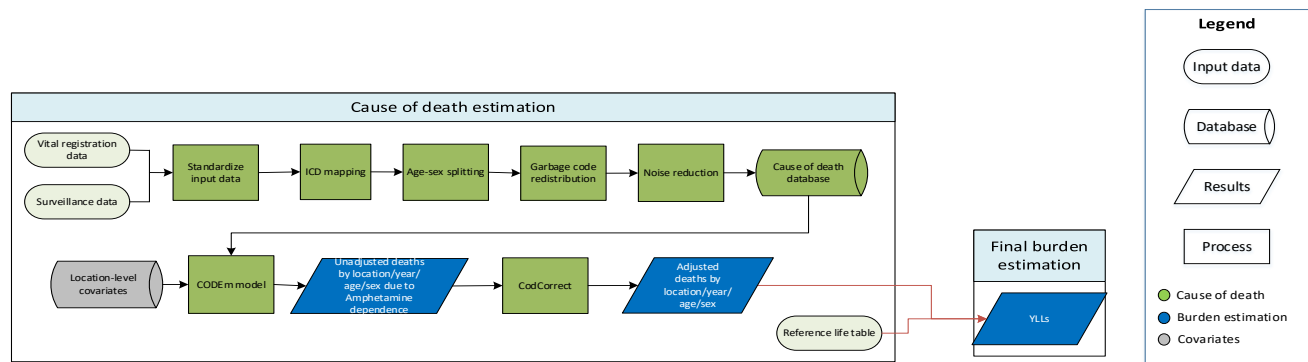 Legend
Input data
Database
Results
Process
Cause of death
Burden estimation
Covariates
Cause of death estimation
Vital registration
data
Surveillance data
Standardize
input data
ICD mapping
Age-sex splitting
Garbage code
redistribution
Noise reduction
Cause of death
database
Location-level
covariates
CODEm model
Unadjusted deaths
by location/year/
age/sex due to
Amphetamine
dependence
CodCorrect
Adjusted
deaths by
location/year/
age/sex
Reference life table
Final burden
estimation
YLLs